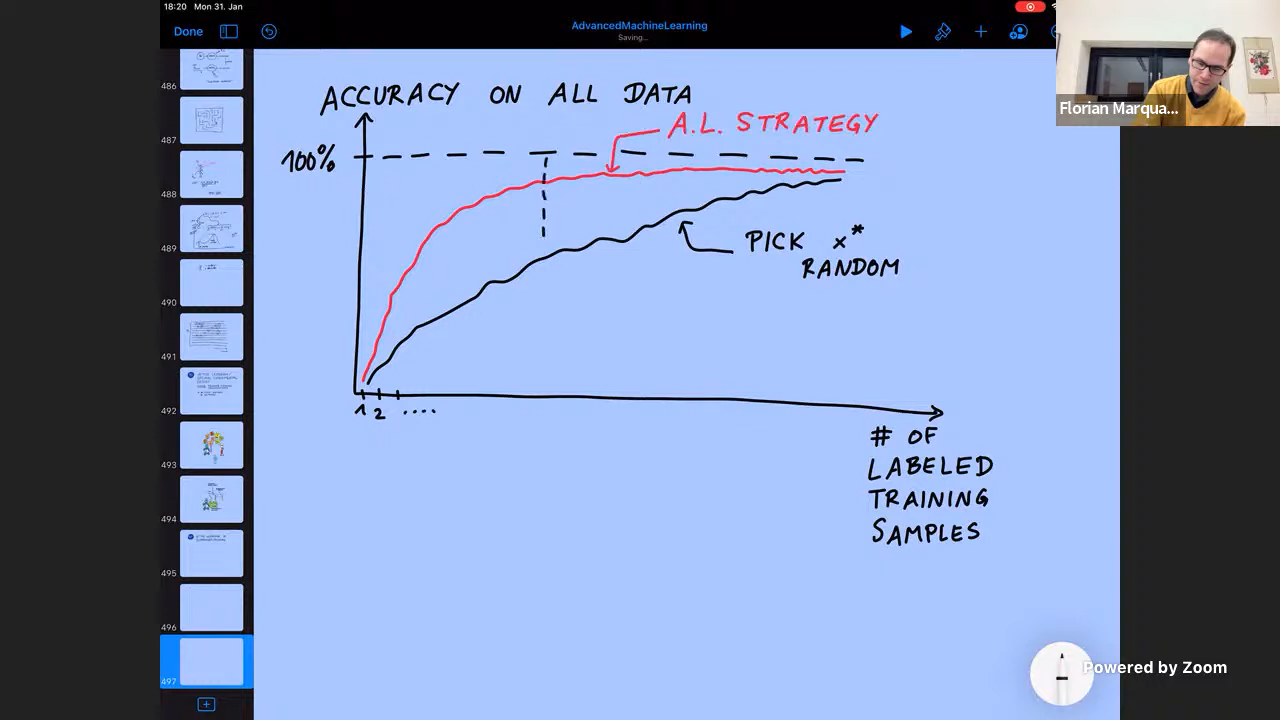 18:20 Mon 31. Jan
Done
AdvancedMachineLearning
Saving...
Florian Marqua...
486
487
488
489
490
491
492
493
494
495
496
497
ACCURACY ON ALL DATA
A.L. STRATEGY
100%
PICK x*
RANDOM
1 2 ....
# OF
LABELED
TRAINING
SAMPLES
Powered by Zoom